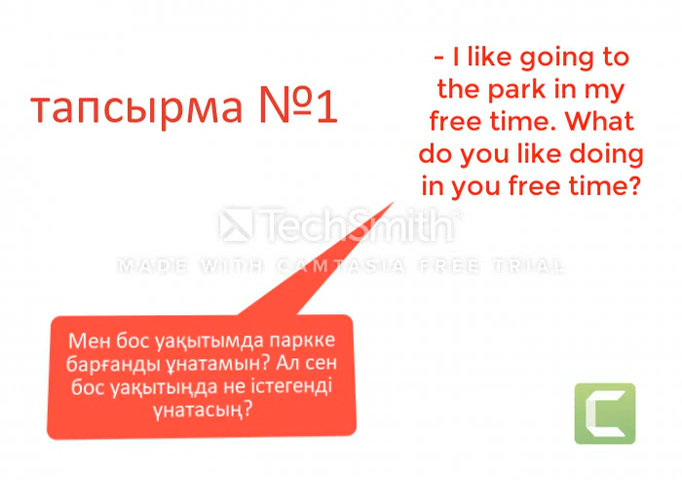 тапсырма №1
- I like going to
the park in my
free time. What
do you like doing
in you free time?
TechSmith
MADE WITH CAMTASIA FREE TRIAL
Мен бос уақытымда паркке
барғанды ұнатамын? Ал сен
бос уақытыңда не істегенді
ұнатасың?